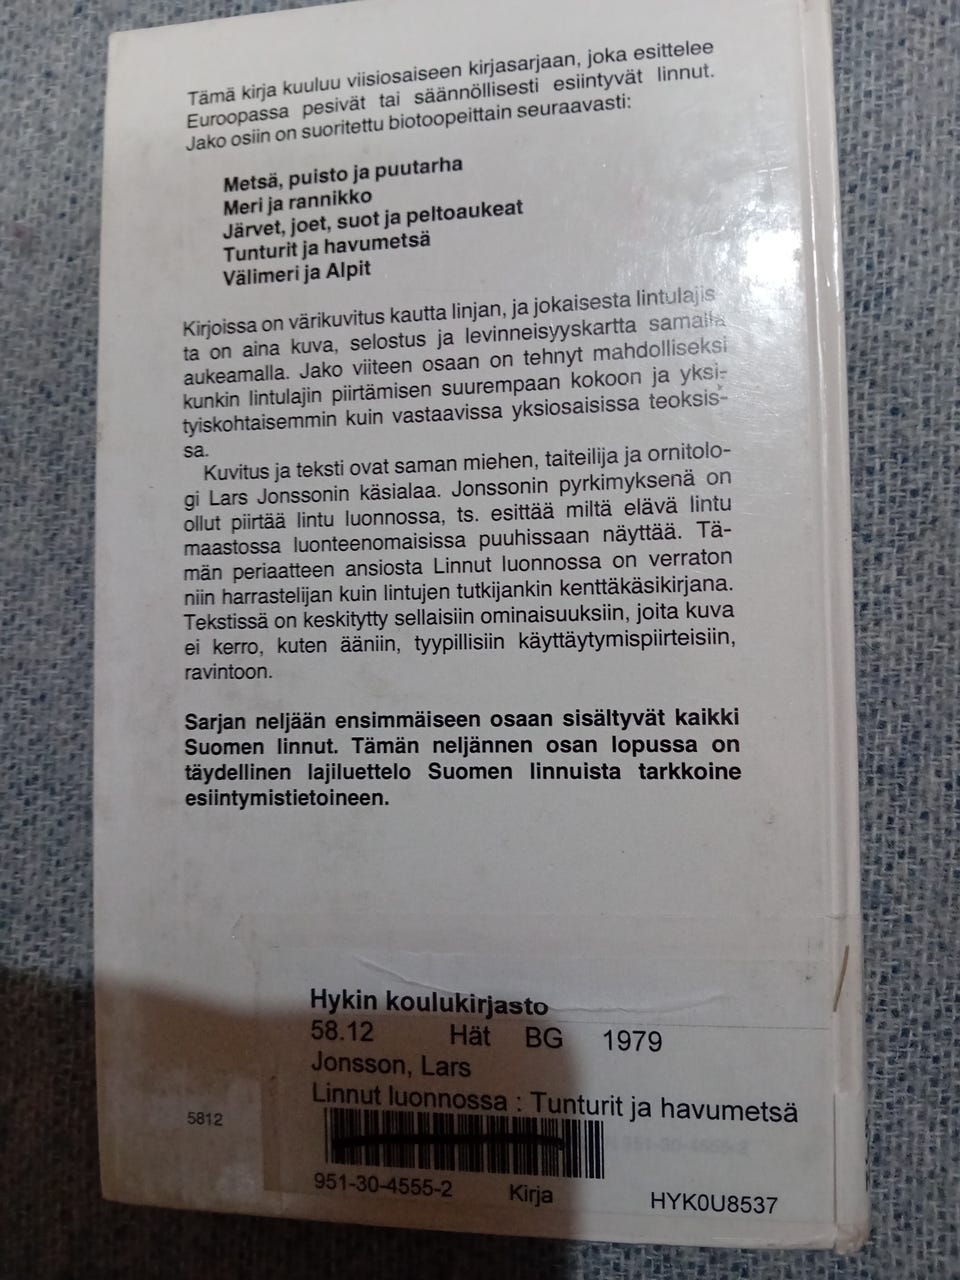 Tämä kirja kuuluu viisiosaiseen kirjasarjaan, joka esittelee
Euroopassa pesivät tai säännöllisesti esiintyvät linnut.
Jako osiin on suoritettu biotoopeittain seuraavasti:
Metsä, puisto ja puutarha
Meri ja rannikko
Järvet, joet, suot ja peltoaukeat
Tunturit ja havumetsä
Välimeri ja Alpit
Kirjoissa on värikuvitus kautta linjan, ja jokaisesta lintulajis
ta on aina kuva, selostus ja levinneisyyskartta samalla
aukeamalla. Jako viiteen osaan on tehnyt mahdolliseksi
kunkin lintulajin piirtämisen suurempaan kokoon ja yksi-
tyiskohtaisemmin kuin vastaavissa yksiosaisissa teoksis-
sa.
Kuvitus ja teksti ovat saman miehen, taiteilija ja ornitolo-
gi Lars Jonssonin käsialaa. Jonssonin pyrkimyksenä on
ollut piirtää lintu luonnossa, ts. esittää miltä elävä lintu
maastossa luonteenomaisissa puuhissaan näyttää. Tä-
män periaatteen ansiosta Linnut luonnossa on verraton
niin harrastelijan kuin lintujen tutkijankin kenttäkäsikirjana.
Tekstissä on keskitytty sellaisiin ominaisuuksiin, joita kuva
ei kerro, kuten ääniin, tyypillisiin käyttäytymispiirteisiin,
ravintoon.
Sarjan neljään ensimmäiseen osaan sisältyvät kaikki
Suomen linnut. Tämän neljännen osan lopussa on
täydellinen lajiluettelo Suomen linnuista tarkkoine
esiintymistietoineen.
Hykin koulukirjasto
58.12 Hät BG 1979
Jonsson, Lars
Linnut luonnossa : Tunturit ja havumetsä
5812
951-30-4555-2
951-30-4555-2 Kirja HYK0U8537